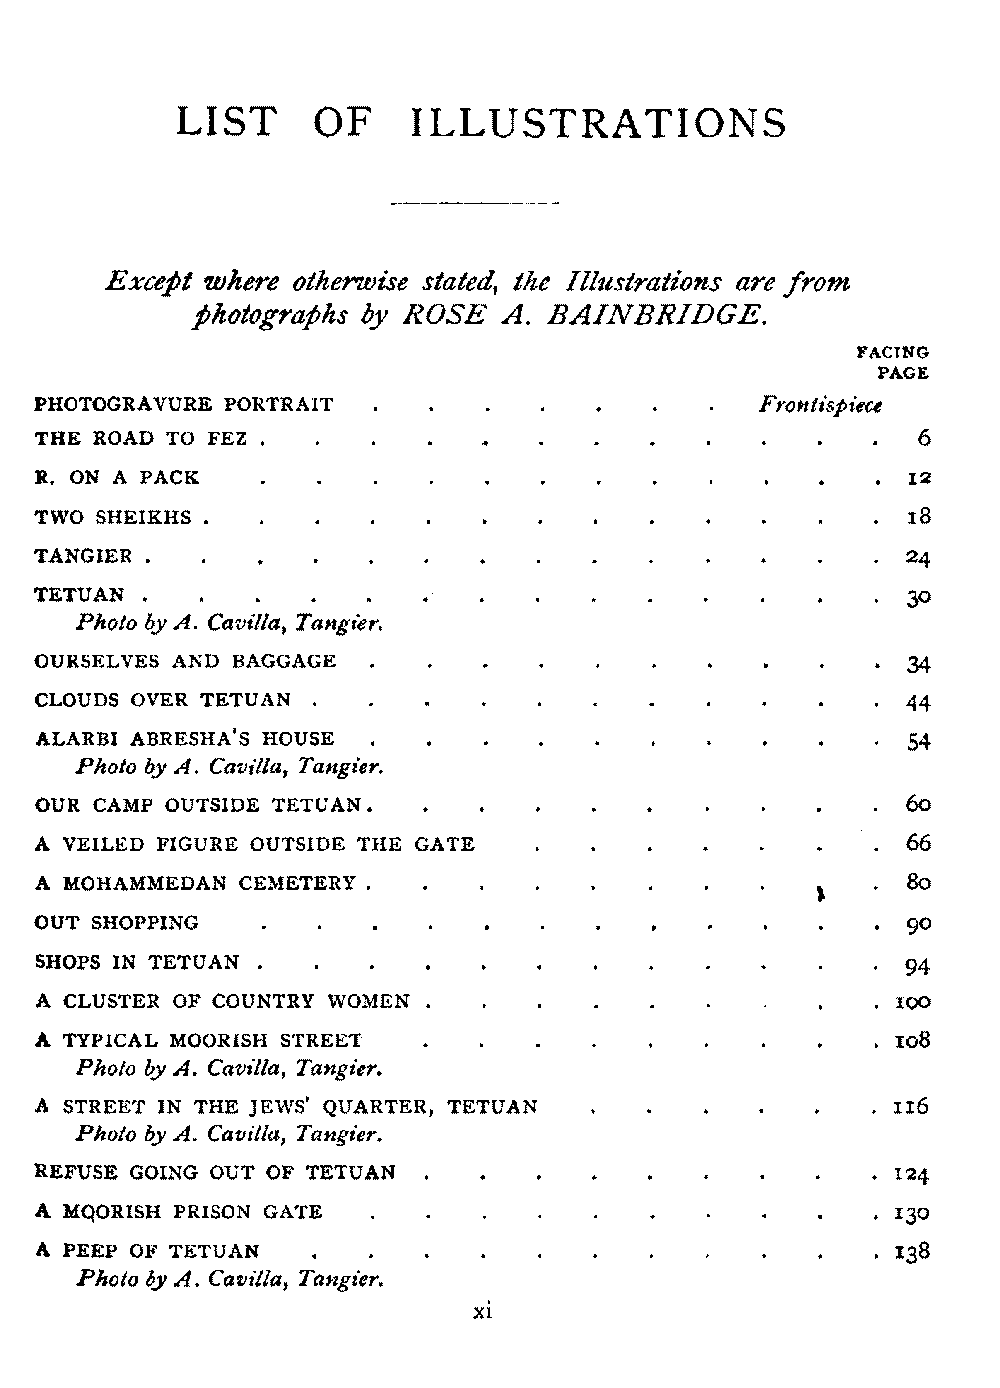 LIST OF ILLUSTRATIONS
Except where otherwise stated, the Illustrations are from
photographs by ROSE A. BAINBRIDGE.
FACING
PAGE
PHOTOGRAVURE PORTRAIT . . . . . . . Frontispiece
THE ROAD TO FEZ . . . . . . . . . . . . 6
R. ON A PACK . . . . . . . . . . . . 12
TWO SHEIKHS . . . . . . . . . . . . . 18
TANGIER . . . . . . . . . . . . . . 24
TETUAN . . . . . . . . . . . . . . 30
Photo by A. Cavilla, Tangier.
OURSELVES AND BAGGAGE . . . . . . . . . . 34
CLOUDS OVER TETUAN . . . . . . . . . . . 44
ALARBI ABRESHA'S HOUSE . . . . . . . . . . 54
Photo by A. Cavilla, Tangier.
OUR CAMP OUTSIDE TETUAN . . . . . . . . . . 60
A VEILED FIGURE OUTSIDE THE GATE . . . . . . . 66
A MOHAMMEDAN CEMETERY . . . . . . . . . . 80
OUT SHOPPING . . . . . . . . . . . . 90
SHOPS IN TETUAN . . . . . . . . . . . . 94
A CLUSTER OF COUNTRY WOMEN . . . . . . . . . 100
A TYPICAL MOORISH STREET . . . . . . . . . 108
Photo by A. Cavilla, Tangier.
A STREET IN THE JEWS' QUARTER, TETUAN . . . . . . 116
Photo by A. Cavilla, Tangier.
REFUSE GOING OUT OF TETUAN . . . . . . . . . 124
A MOORISH PRISON GATE . . . . . . . . . . 130
A PEEP OF TETUAN . . . . . . . . . . . 138
Photo by A. Cavilla, Tangier.
xi